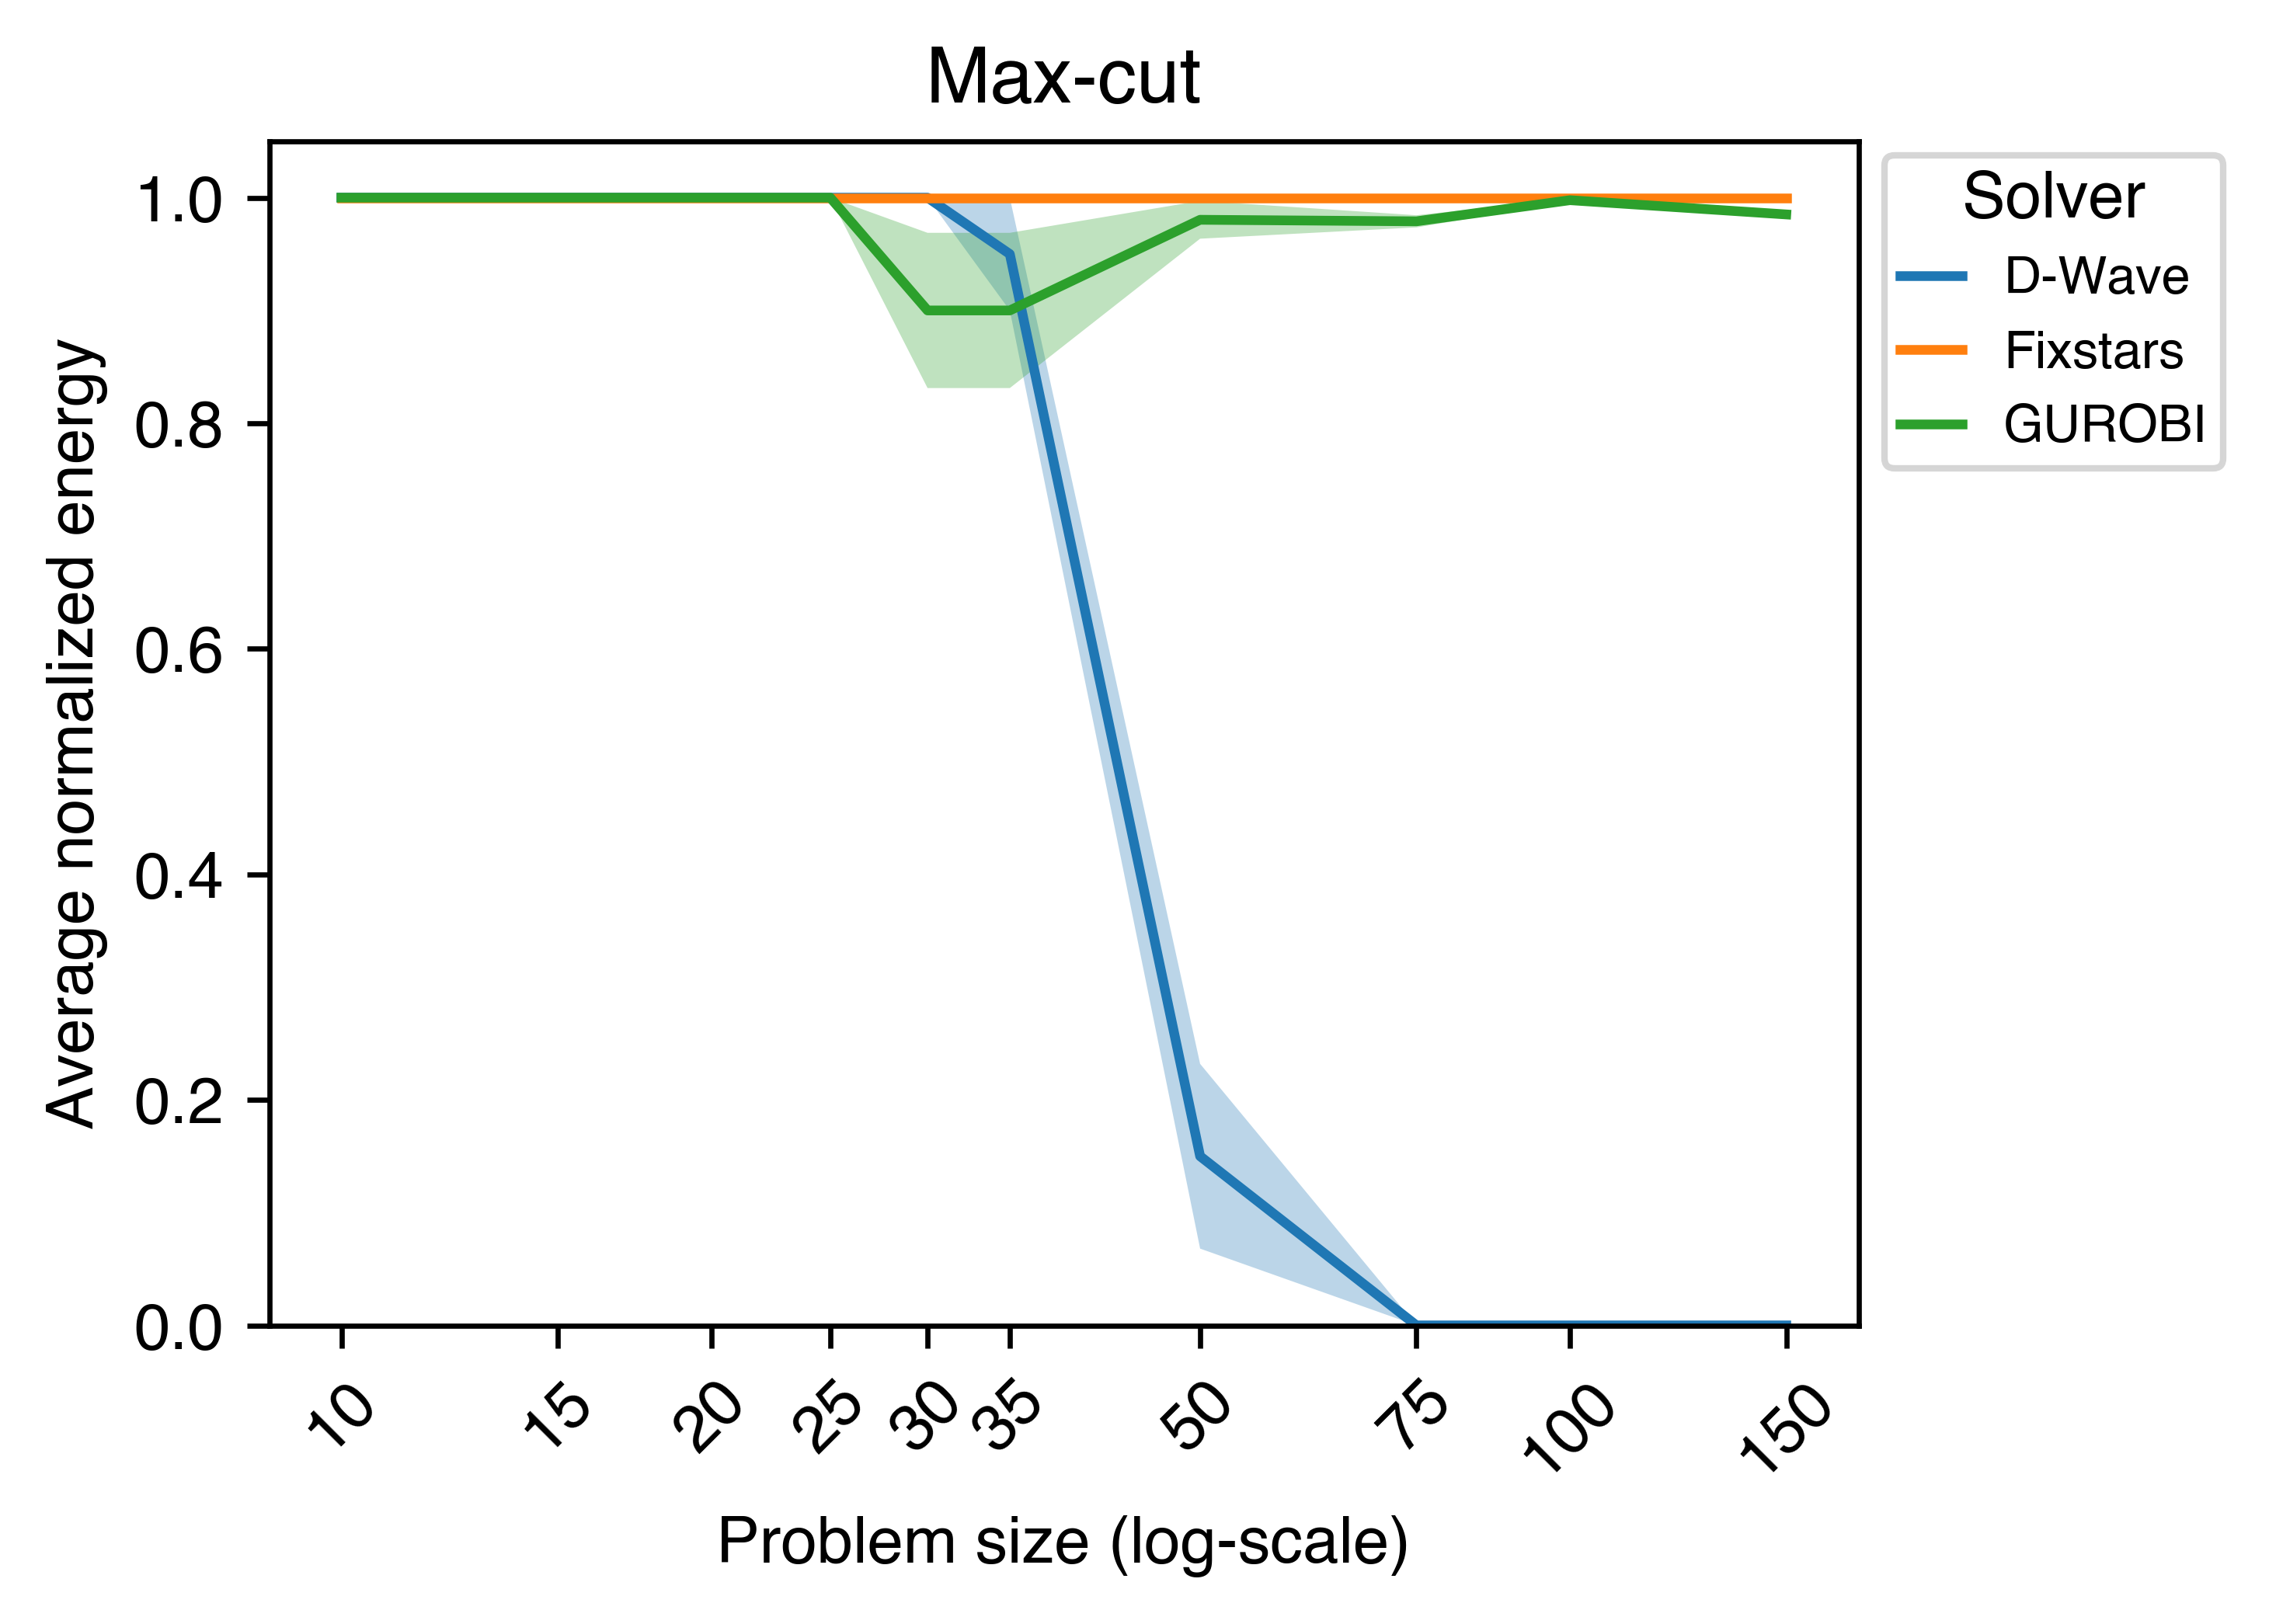 Max-cut
Average normalized energy
1.0
0.8
0.6
0.4
0.2
0.0
10
15
20
25
30
35
50
75
100
150
Problem size (log-scale)
Solver
D-Wave
Fixstars
GUROBI